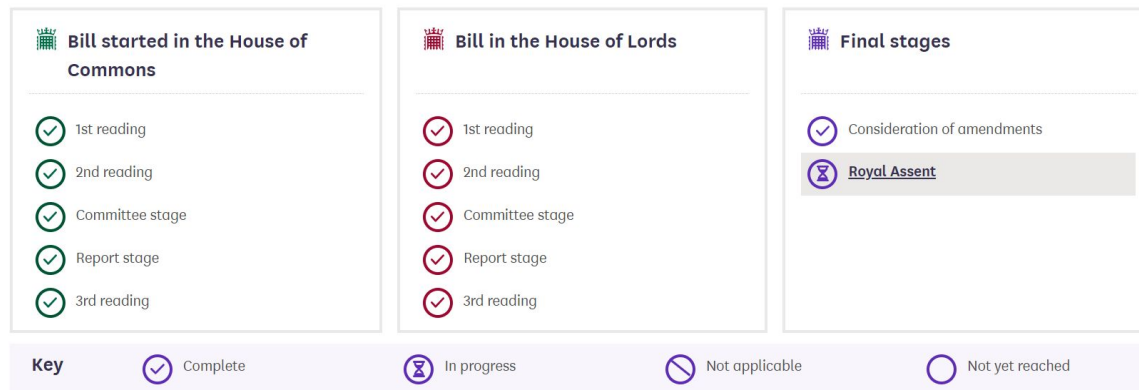 Bill started in the House of
Commons
1st reading
2nd reading
Committee stage
Report stage
3rd reading
Bill in the House of Lords
1st reading
2nd reading
Committee stage
Report stage
3rd reading
Final stages
Consideration of amendments
Royal Assent
Key
Complete
In progress
Not applicable
Not yet reached